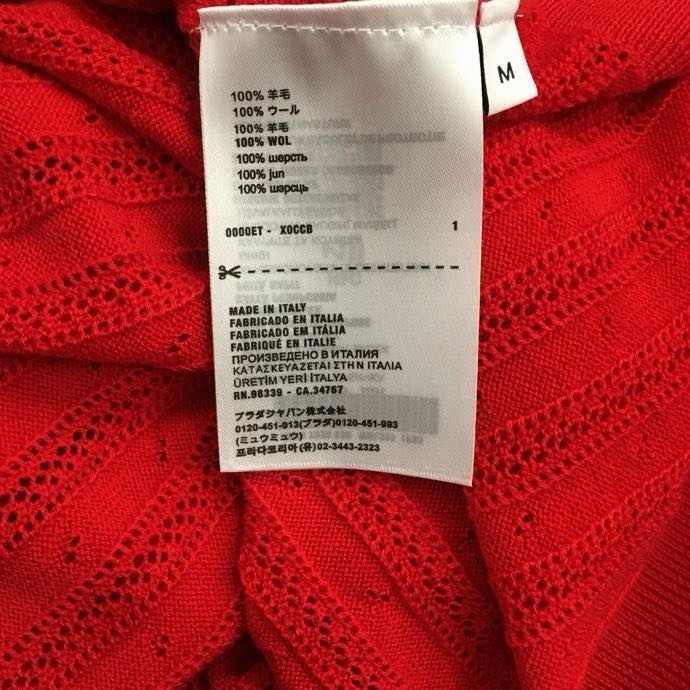 M
100% 羊毛
100% ウール
100% 羊毛
100% WOL
100% шерсть
100% jun
100% шэрсць
0000ET - X0CCB 1
MADE IN ITALY
FABRICADO EN ITALIA
FABRICADO EM ITÁLIA
FABRIQUÉ EN ITALIE
ПРОИЗВЕДЕНО В ИТАЛИЯ
ΚΑΤΑΣΚΕΥΑΖΕΤΑΙ ΣΤΗΝ ΙΤΑΛΙΑ
ÜRETİM YERİ İTALYA
RN.98339 - CA.34767
プラダジャパン株式会社
0120-451-913(プラダ)0120-451-993
(ミュウミュウ)
프라다코리아(유)02-3443-2323